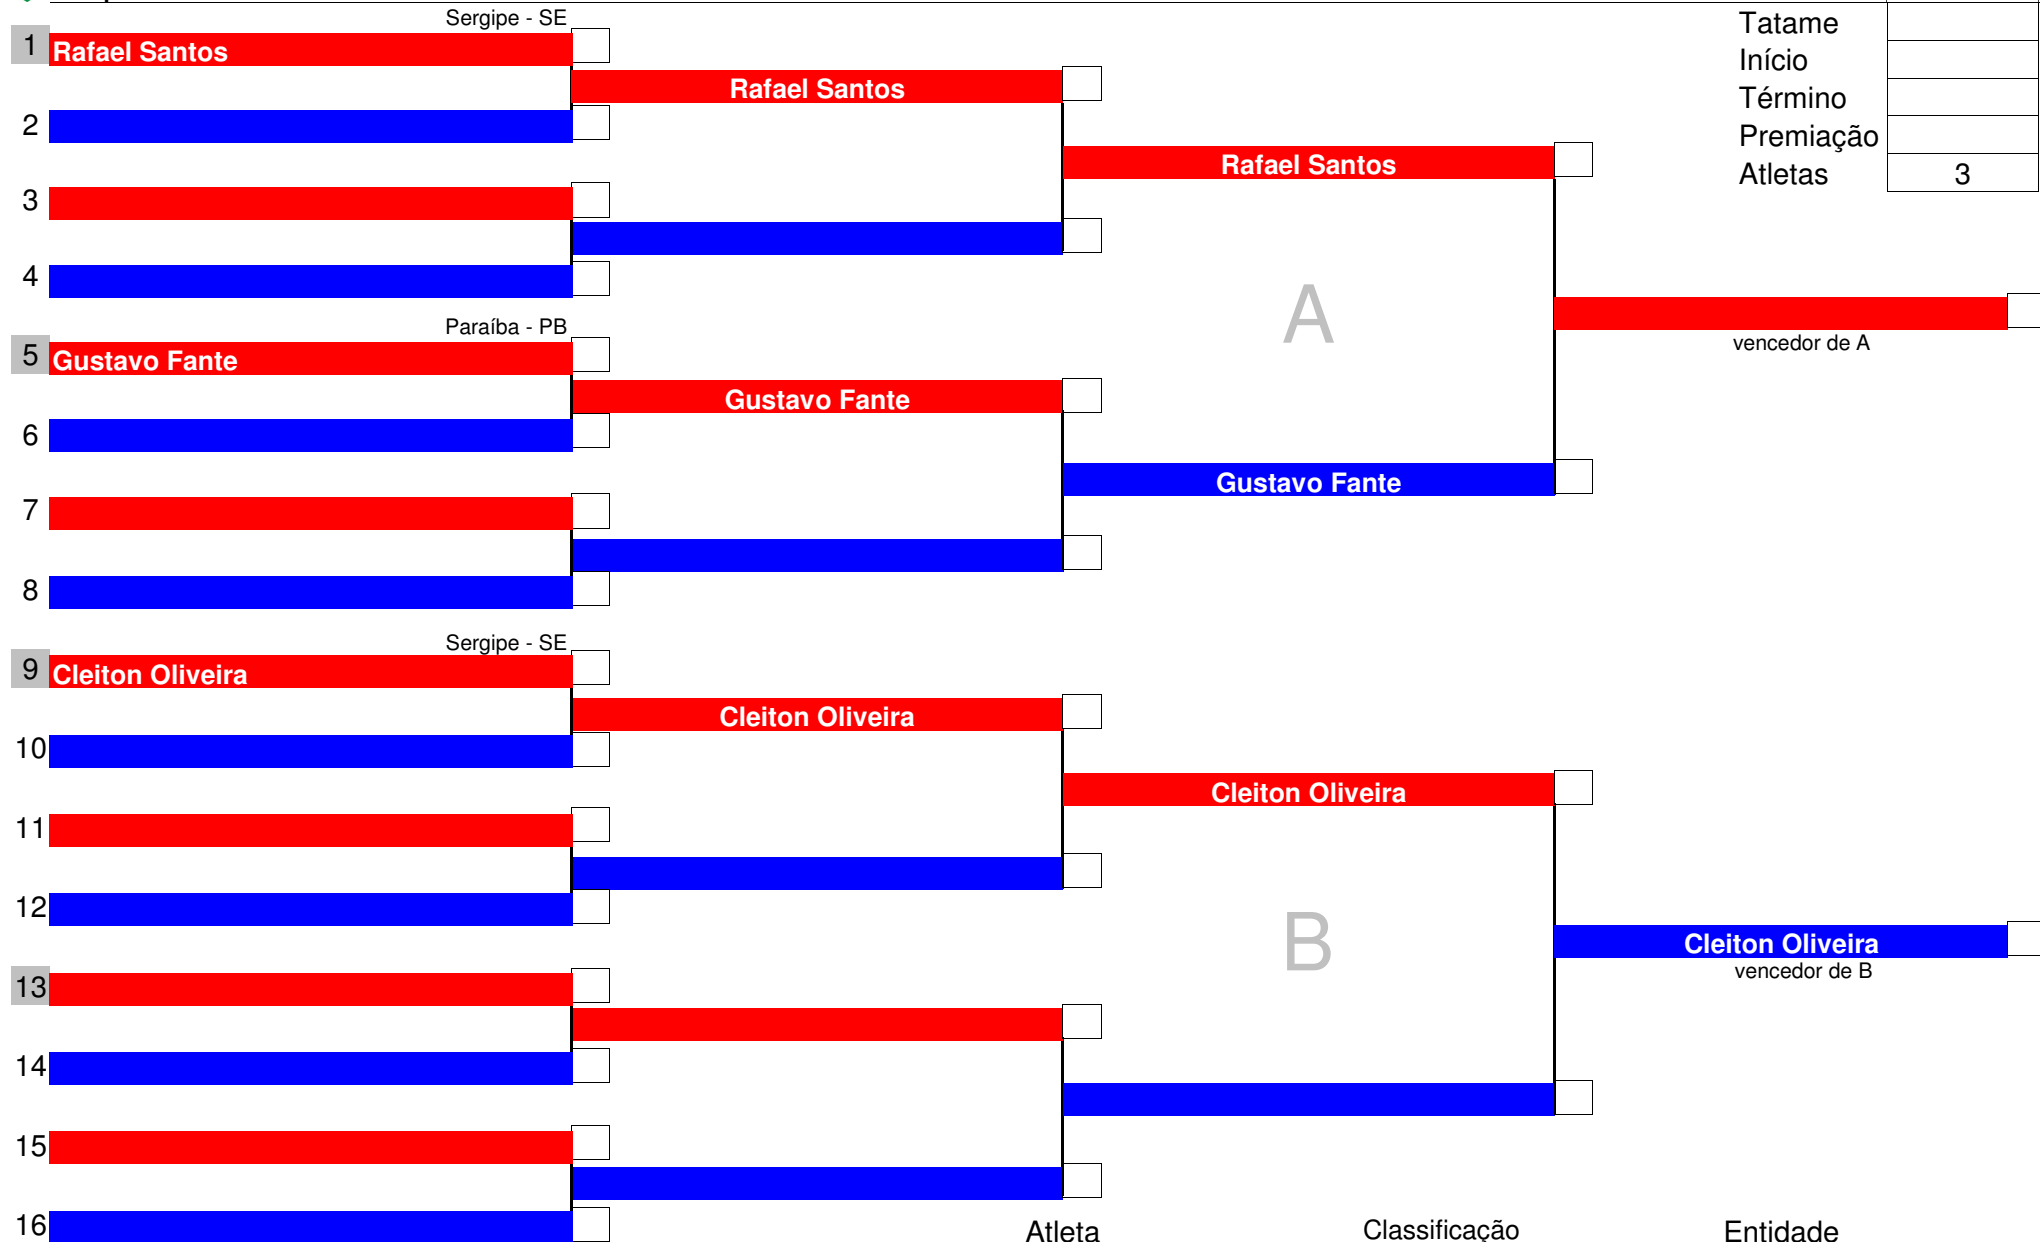 Sergipe - SE
1 Rafael Santos
Rafael Santos
2
Rafael Santos
3
4
Paraíba - PB
5 Gustavo Fante
Gustavo Fante
6
Gustavo Fante
7
8
Sergipe - SE
9 Cleiton Oliveira
Cleiton Oliveira
10
Cleiton Oliveira
11
12
13
14
15
16
A
B
vencedor de A
Cleiton Oliveira
vencedor de B
Tatame
Início
Término
Premiação
Atletas 3
Atleta Classificação Entidade